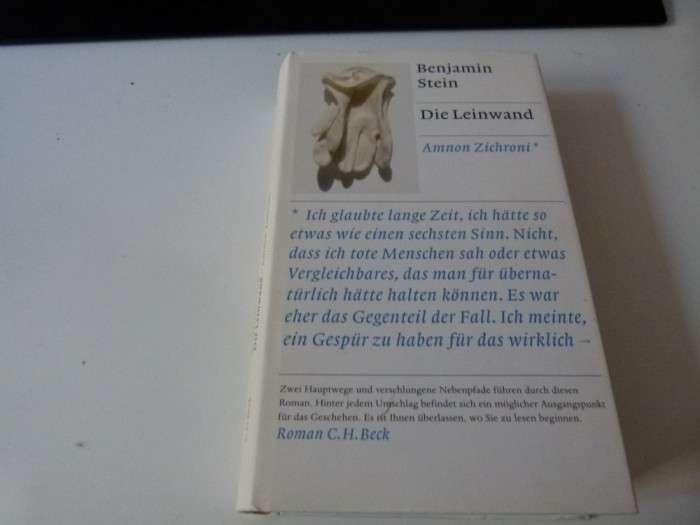 Benjamin
Stein
Die Leinwand
Amnon Zichroni*
* Ich glaubte lange Zeit, ich hätte so
etwas wie einen sechsten Sinn. Nicht,
dass ich tote Menschen sah oder etwas
Vergleichbares, das man für überna-
türlich hätte halten können. Es war
eher das Gegenteil der Fall. Ich meinte,
ein Gespür zu haben für das wirklich –
Zwei Hauptwege und verschlungene Nebenpfade führen durch diesen
Roman. Hinter jedem Umschlag befindet sich ein möglicher Ausgangspunkt
für das Geschehen. Es ist Ihnen überlassen, wo Sie zu lesen beginnen.
Roman C.H.Beck